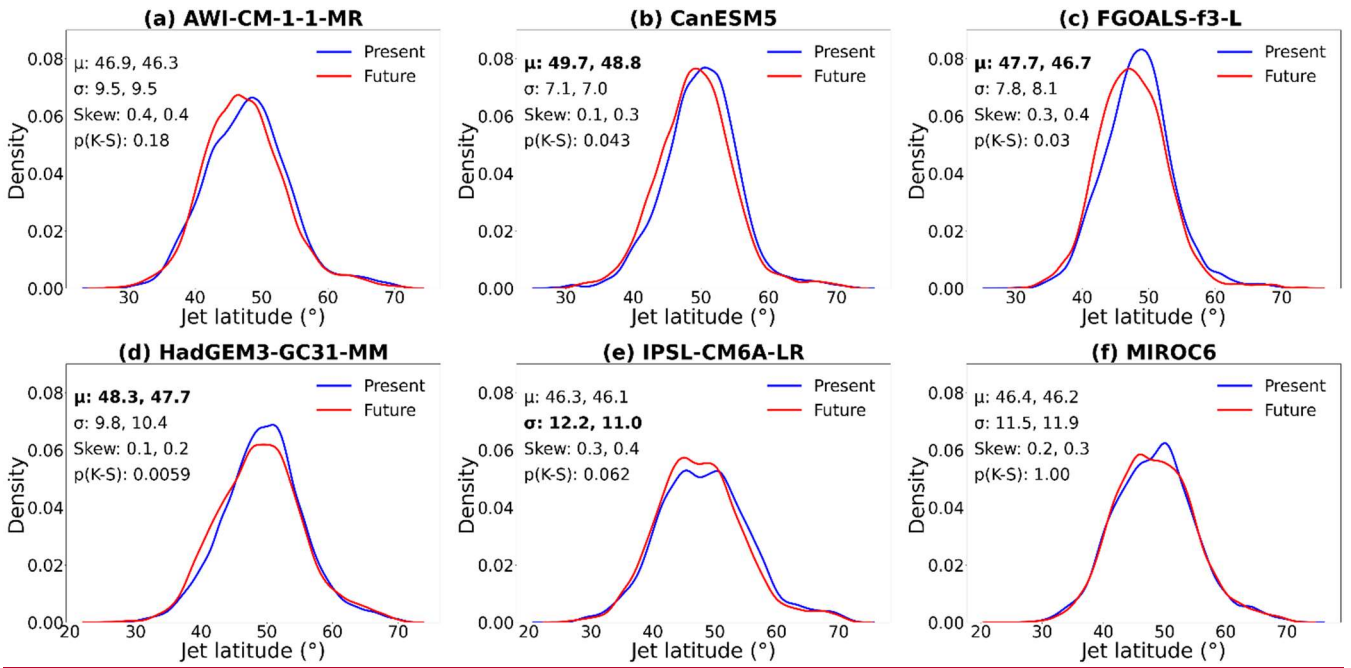 (a) AWI-CM-1-1-MR
μ: 46.9, 46.3
σ: 9.5, 9.5
Skew: 0.4, 0.4
p(K-S): 0.18
Present
Future
Density
0.08
0.06
0.04
0.02
0.00
30 40 50 60 70
Jet latitude (°)
(b) CanESM5
μ: 49.7, 48.8
σ: 7.1, 7.0
Skew: 0.1, 0.3
p(K-S): 0.043
Present
Future
Density
0.08
0.06
0.04
0.02
0.00
30 40 50 60 70
Jet latitude (°)
(c) FGOALS-f3-L
μ: 47.7, 46.7
σ: 7.8, 8.1
Skew: 0.3, 0.4
p(K-S): 0.03
Present
Future
Density
0.08
0.06
0.04
0.02
0.00
30 40 50 60 70
Jet latitude (°)
(d) HadGEM3-GC31-MM
μ: 48.3, 47.7
σ: 9.8, 10.4
Skew: 0.1, 0.2
p(K-S): 0.0059
Present
Future
Density
0.08
0.06
0.04
0.02
0.00
20 30 40 50 60 70
Jet latitude (°)
(e) IPSL-CM6A-LR
μ: 46.3, 46.1
σ: 12.2, 11.0
Skew: 0.3, 0.4
p(K-S): 0.062
Present
Future
Density
0.08
0.06
0.04
0.02
0.00
20 30 40 50 60 70
Jet latitude (°)
(f) MIROC6
μ: 46.4, 46.2
σ: 11.5, 11.9
Skew: 0.2, 0.3
p(K-S): 1.00
Present
Future
Density
0.08
0.06
0.04
0.02
0.00
20 30 40 50 60 70
Jet latitude (°)